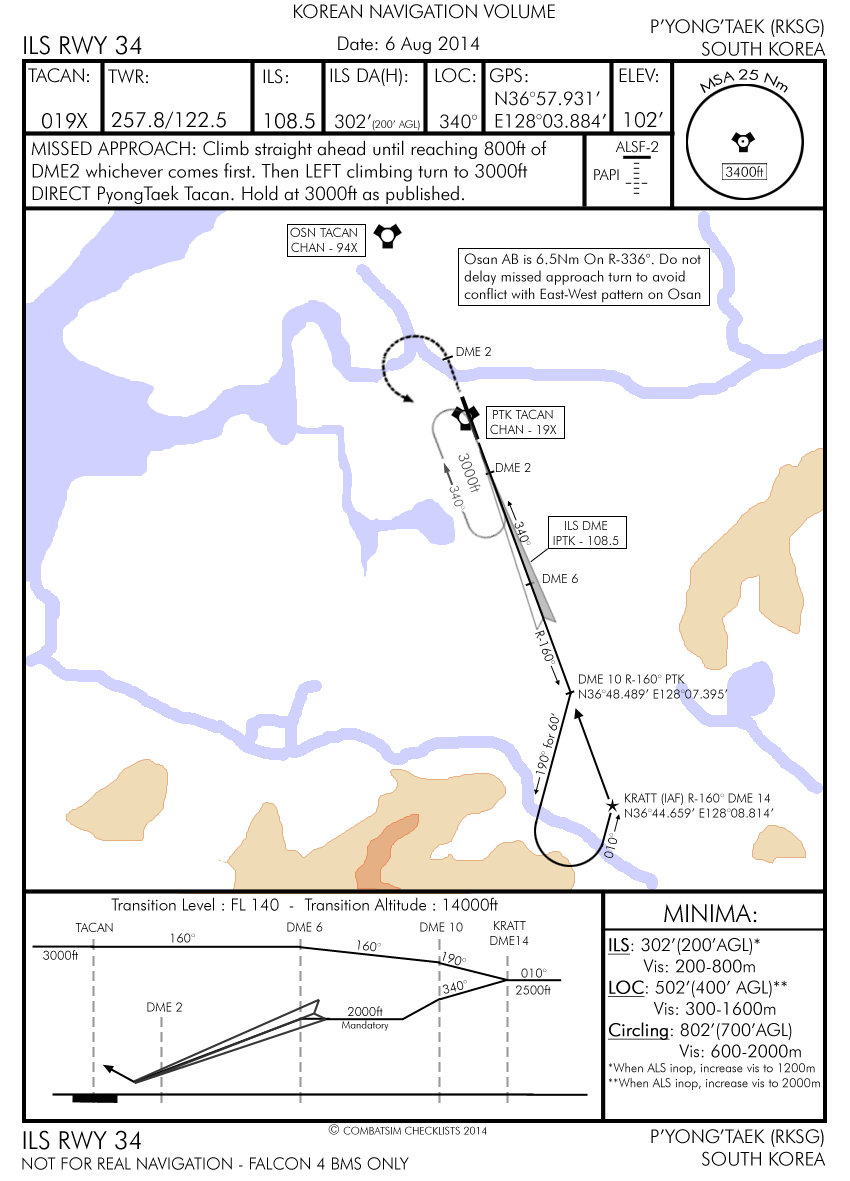 KOREAN NAVIGATION VOLUME
ILS RWY 34
Date: 6 Aug 2014
P'YONG'TAEK (RKSG)
SOUTH KOREA
TACAN:
019X
TWR:
257.8/122.5
ILS:
108.5
ILS DA(H):
302'(200' AGL)
LOC:
340°
GPS:
N36°57.931'
E128°03.884'
ELEV:
102'
MSA 25 Nm
3400ft
MISSED APPROACH: Climb straight ahead until reaching 800ft of
DME2 whichever comes first. Then LEFT climbing turn to 3000ft
DIRECT PyongTaek Tacan. Hold at 3000ft as published.
ALSF-2
PAPI
OSN TACAN
CHAN - 94X
Osan AB is 6.5Nm On R-336°. Do not
delay missed approach turn to avoid
conflict with East-West pattern on Osan
DME 2
PTK TACAN
CHAN - 19X
3000ft
DME 2
340°
340°
ILS DME
IPTK - 108.5
DME 6
R-160°
DME 10 R-160° PTK
N36°48.489' E128°07.395'
190° for 60'
KRATT (IAF) R-160° DME 14
N36°44.659' E128°08.814'
010°
Transition Level : FL 140 - Transition Altitude : 14000ft
TACAN
DME 6
DME 10
KRATT
DME14
160°
160°
190°
010°
3000ft
340°
2500ft
DME 2
2000ft
Mandatory
MINIMA:
ILS: 302'(200'AGL)*
Vis: 200-800m
LOC: 502'(400' AGL)**
Vis: 300-1600m
Circling: 802'(700'AGL)
Vis: 600-2000m
*When ALS inop, increase vis to 1200m
**When ALS inop, increase vis to 2000m
© COMBATSIM CHECKLISTS 2014
ILS RWY 34
NOT FOR REAL NAVIGATION - FALCON 4 BMS ONLY
P'YONG'TAEK (RKSG)
SOUTH KOREA